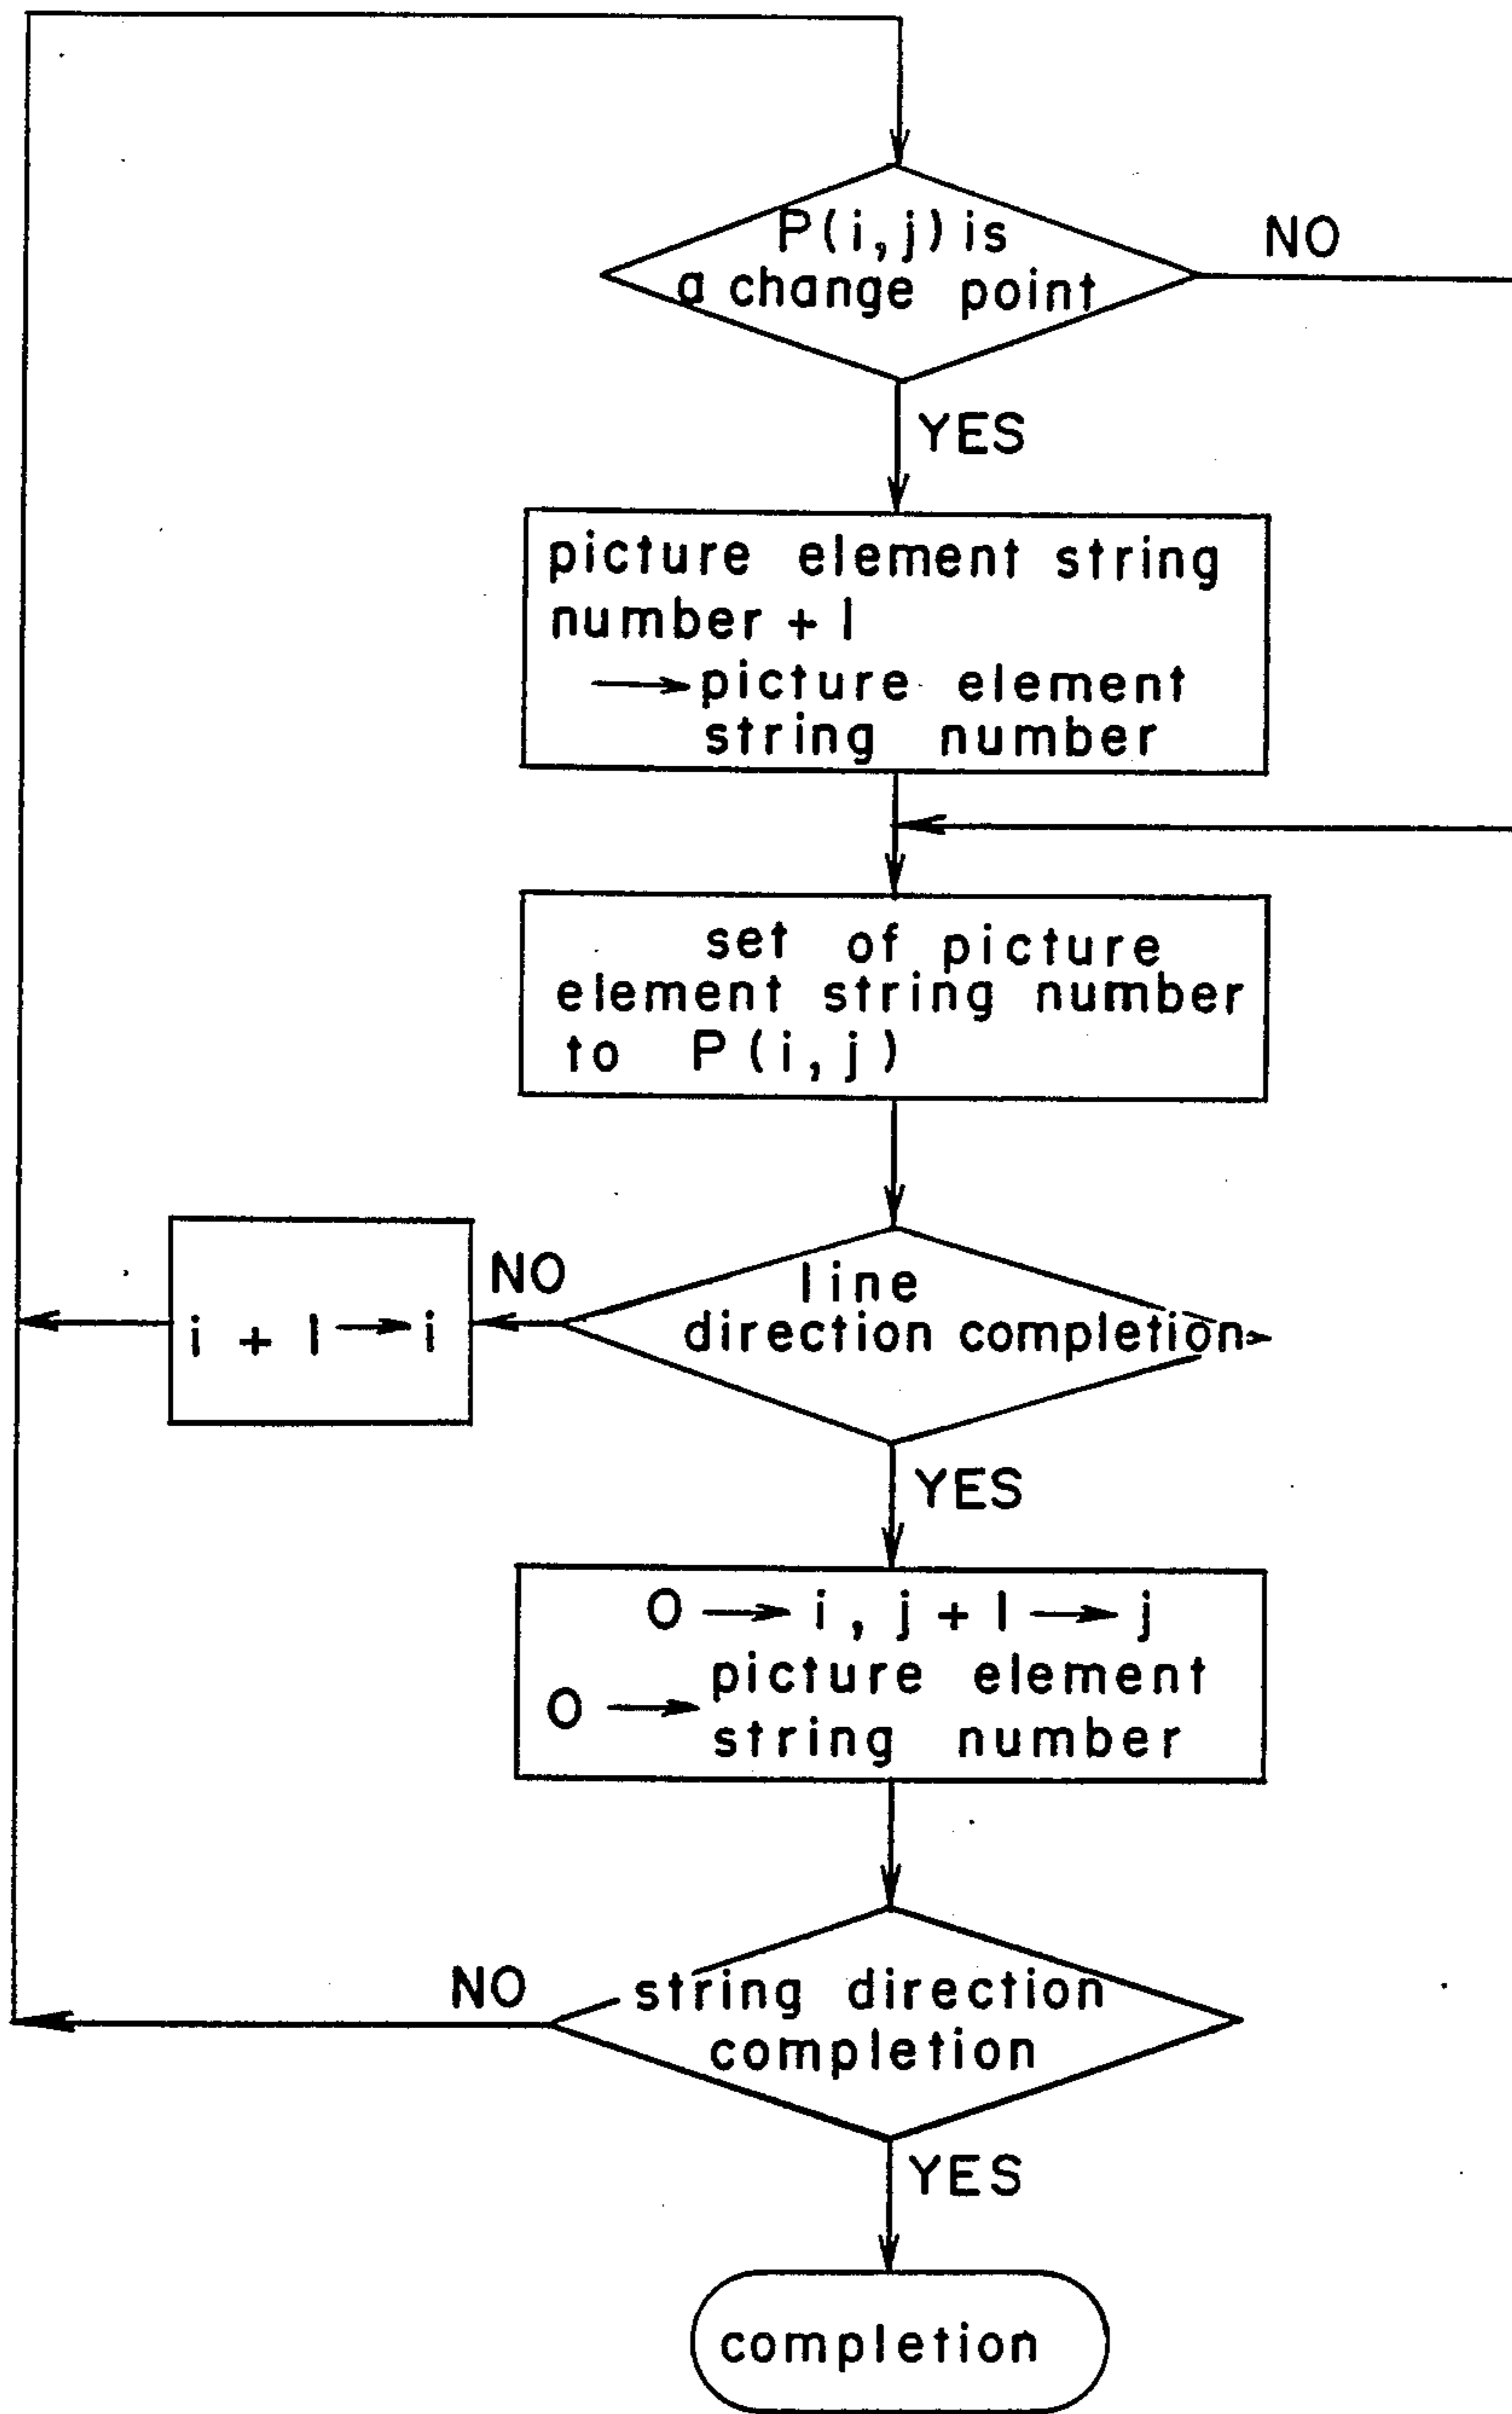 P(i,j) is
a change point
NO
YES
picture element string
number + 1
→ picture element
string number
set of picture
element string number
to P(i,j)
line
direction completion
NO
i + 1 → i
YES
0 → i, j + 1 → j
0 → picture element
string number
string direction
completion
NO
YES
completion